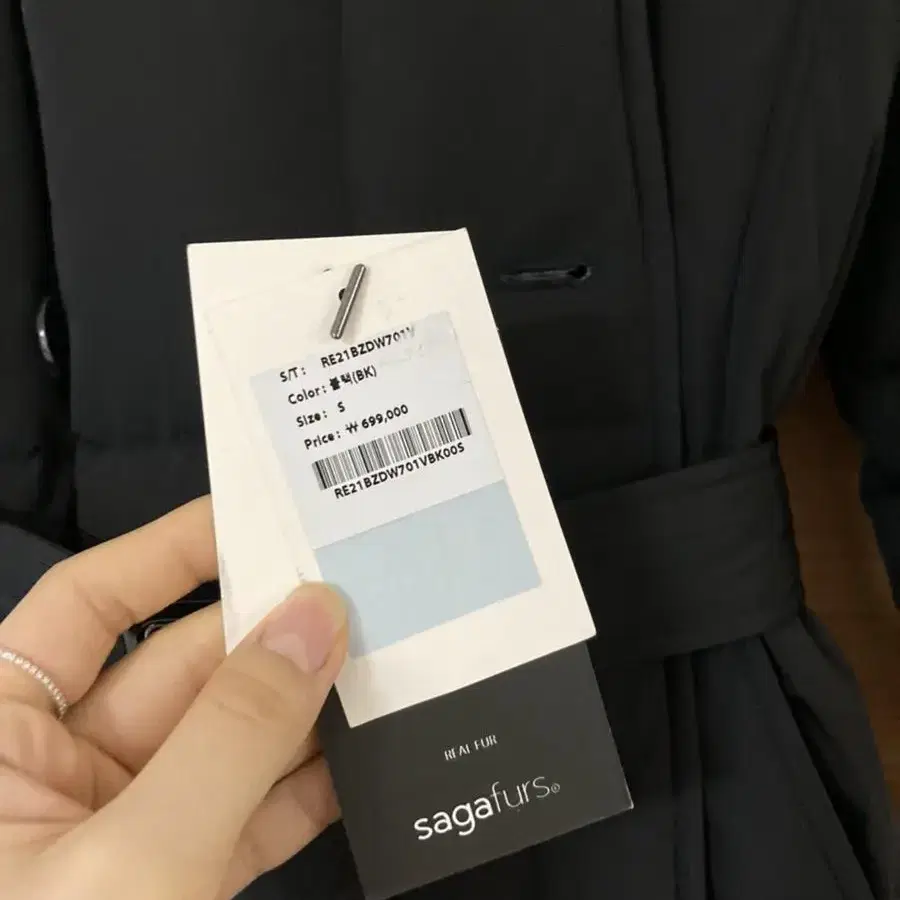 S/T: RE21BZDW701V
Color: 블랙(BK)
Size: S
Price: ₩ 699,000
RE21BZDW701VBK00S
REAL FUR
sagafurs®